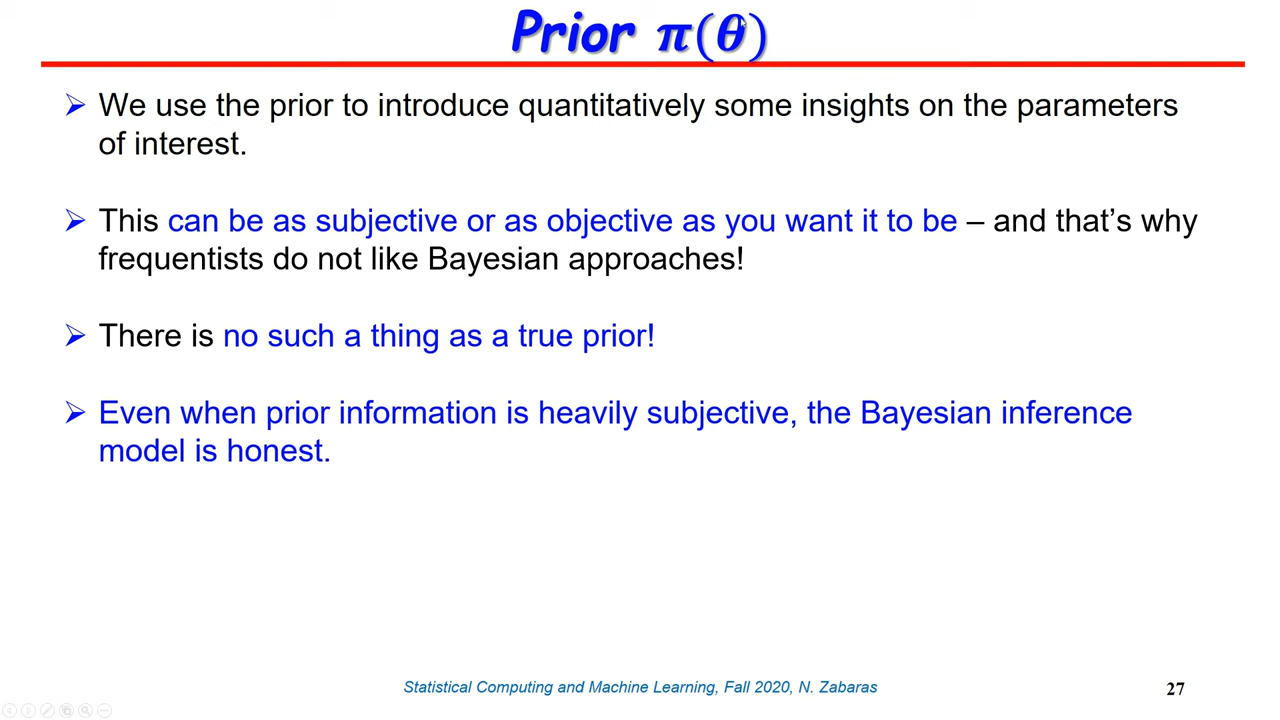 Prior π(θ)
➢ We use the prior to introduce quantitatively some insights on the parameters
of interest.
➢ This can be as subjective or as objective as you want it to be – and that’s why
frequentists do not like Bayesian approaches!
➢ There is no such a thing as a true prior!
➢ Even when prior information is heavily subjective, the Bayesian inference
model is honest.
Statistical Computing and Machine Learning, Fall 2020, N. Zabaras
27